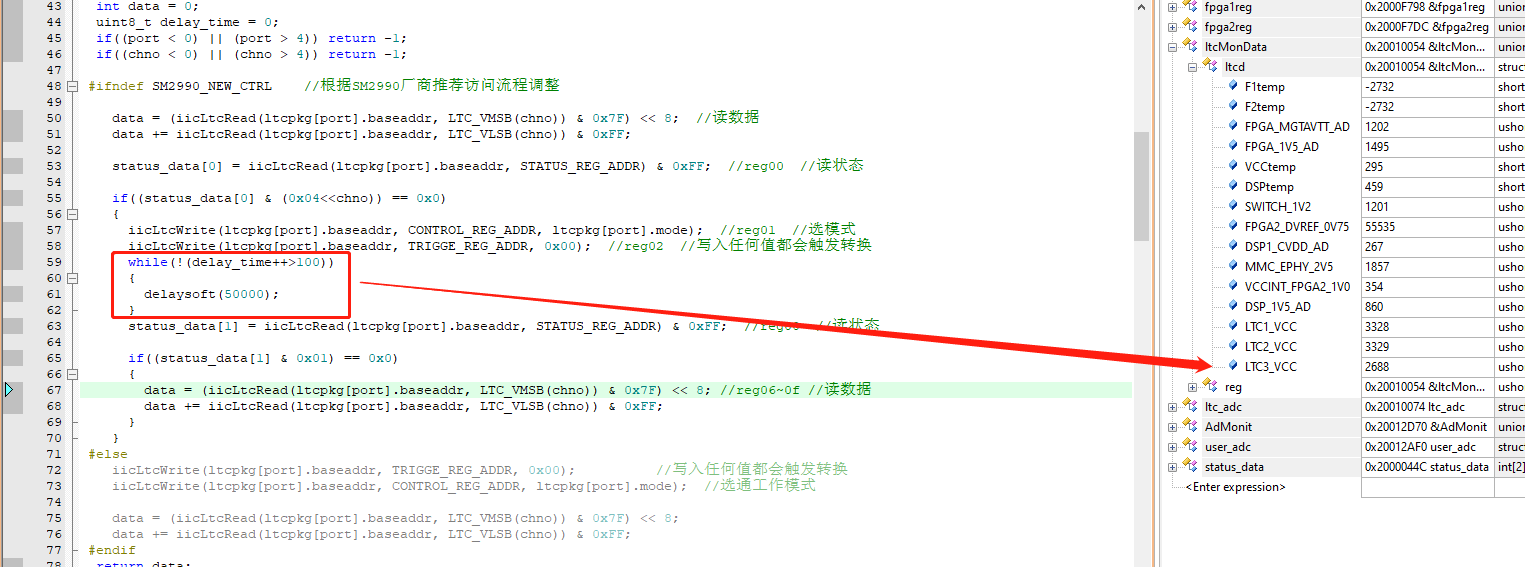 43 int data = 0;
44 uint8_t delay_time = 0;
45 if((port < 0) || (port > 4)) return -1;
46 if((chno < 0) || (chno > 4)) return -1;
47
48 #ifndef SM2990_NEW_CTRL //根据SM2990厂商推荐访问流程调整
49
50 data = (iicLtcRead(ltcpkg[port].baseaddr, LTC_VMSB(chno)) & 0x7F) << 8; //读数据
51 data += iicLtcRead(ltcpkg[port].baseaddr, LTC_VLSB(chno)) & 0xFF;
52
53 status_data[0] = iicLtcRead(ltcpkg[port].baseaddr, STATUS_REG_ADDR) & 0xFF; //reg00 //读状态
54
55 if((status_data[0] & (0x04<<chno)) == 0x0)
56 {
57 iicLtcWrite(ltcpkg[port].baseaddr, CONTROL_REG_ADDR, ltcpkg[port].mode); //reg01 //选模式
58 iicLtcWrite(ltcpkg[port].baseaddr, TRIGGE_REG_ADDR, 0x00); //reg02 //写入任何值都会触发转换
59 while(!(delay_time++>100))
60 {
61 delaysoft(50000);
62 }
63 status_data[1] = iicLtcRead(ltcpkg[port].baseaddr, STATUS_REG_ADDR) & 0xFF; //reg00 //读状态
64
65 if((status_data[1] & 0x01) == 0x0)
66 {
67 data = (iicLtcRead(ltcpkg[port].baseaddr, LTC_VMSB(chno)) & 0x7F) << 8; //reg06~0f //读数据
68 data += iicLtcRead(ltcpkg[port].baseaddr, LTC_VLSB(chno)) & 0xFF;
69 }
70 }
71 #else
72 iicLtcWrite(ltcpkg[port].baseaddr, TRIGGE_REG_ADDR, 0x00); //写入任何值都会触发转换
73 iicLtcWrite(ltcpkg[port].baseaddr, CONTROL_REG_ADDR, ltcpkg[port].mode); //选通工作模式
74
75 data = (iicLtcRead(ltcpkg[port].baseaddr, LTC_VMSB(chno)) & 0x7F) << 8;
76 data += iicLtcRead(ltcpkg[port].baseaddr, LTC_VLSB(chno)) & 0xFF;
77 #endif
78 return data;
fpga1reg 0x2000F798 &fpga1reg union
fpga2reg 0x2000F7DC &fpga2reg union
ltcMonData 0x20010054 &ltcMon... union
ltcd 0x20010054 &ltcMon... struc
F1temp -2732 short
F2temp -2732 short
FPGA_MGTAVTT_AD 1202 usho
FPGA_1V5_AD 1495 usho
VCCtemp 295 short
DSPtemp 459 short
SWITCH_1V2 1201 usho
FPGA2_DVREF_0V75 55535 usho
DSP1_CVDD_AD 267 usho
MMC_EPHY_2V5 1857 usho
VCCINT_FPGA2_1V0 354 usho
DSP_1V5_AD 860 usho
LTC1_VCC 3328 usho
LTC2_VCC 3329 usho
LTC3_VCC 2688 usho
reg 0x20010054 &ltcMon... usho
ltc_adc 0x20010074 ltc_adc struc
AdMonit 0x20012D70 &AdMonit union
user_adc 0x20012AF0 user_adc struc
status_data 0x2000044C status_data int[2]
<Enter expression>